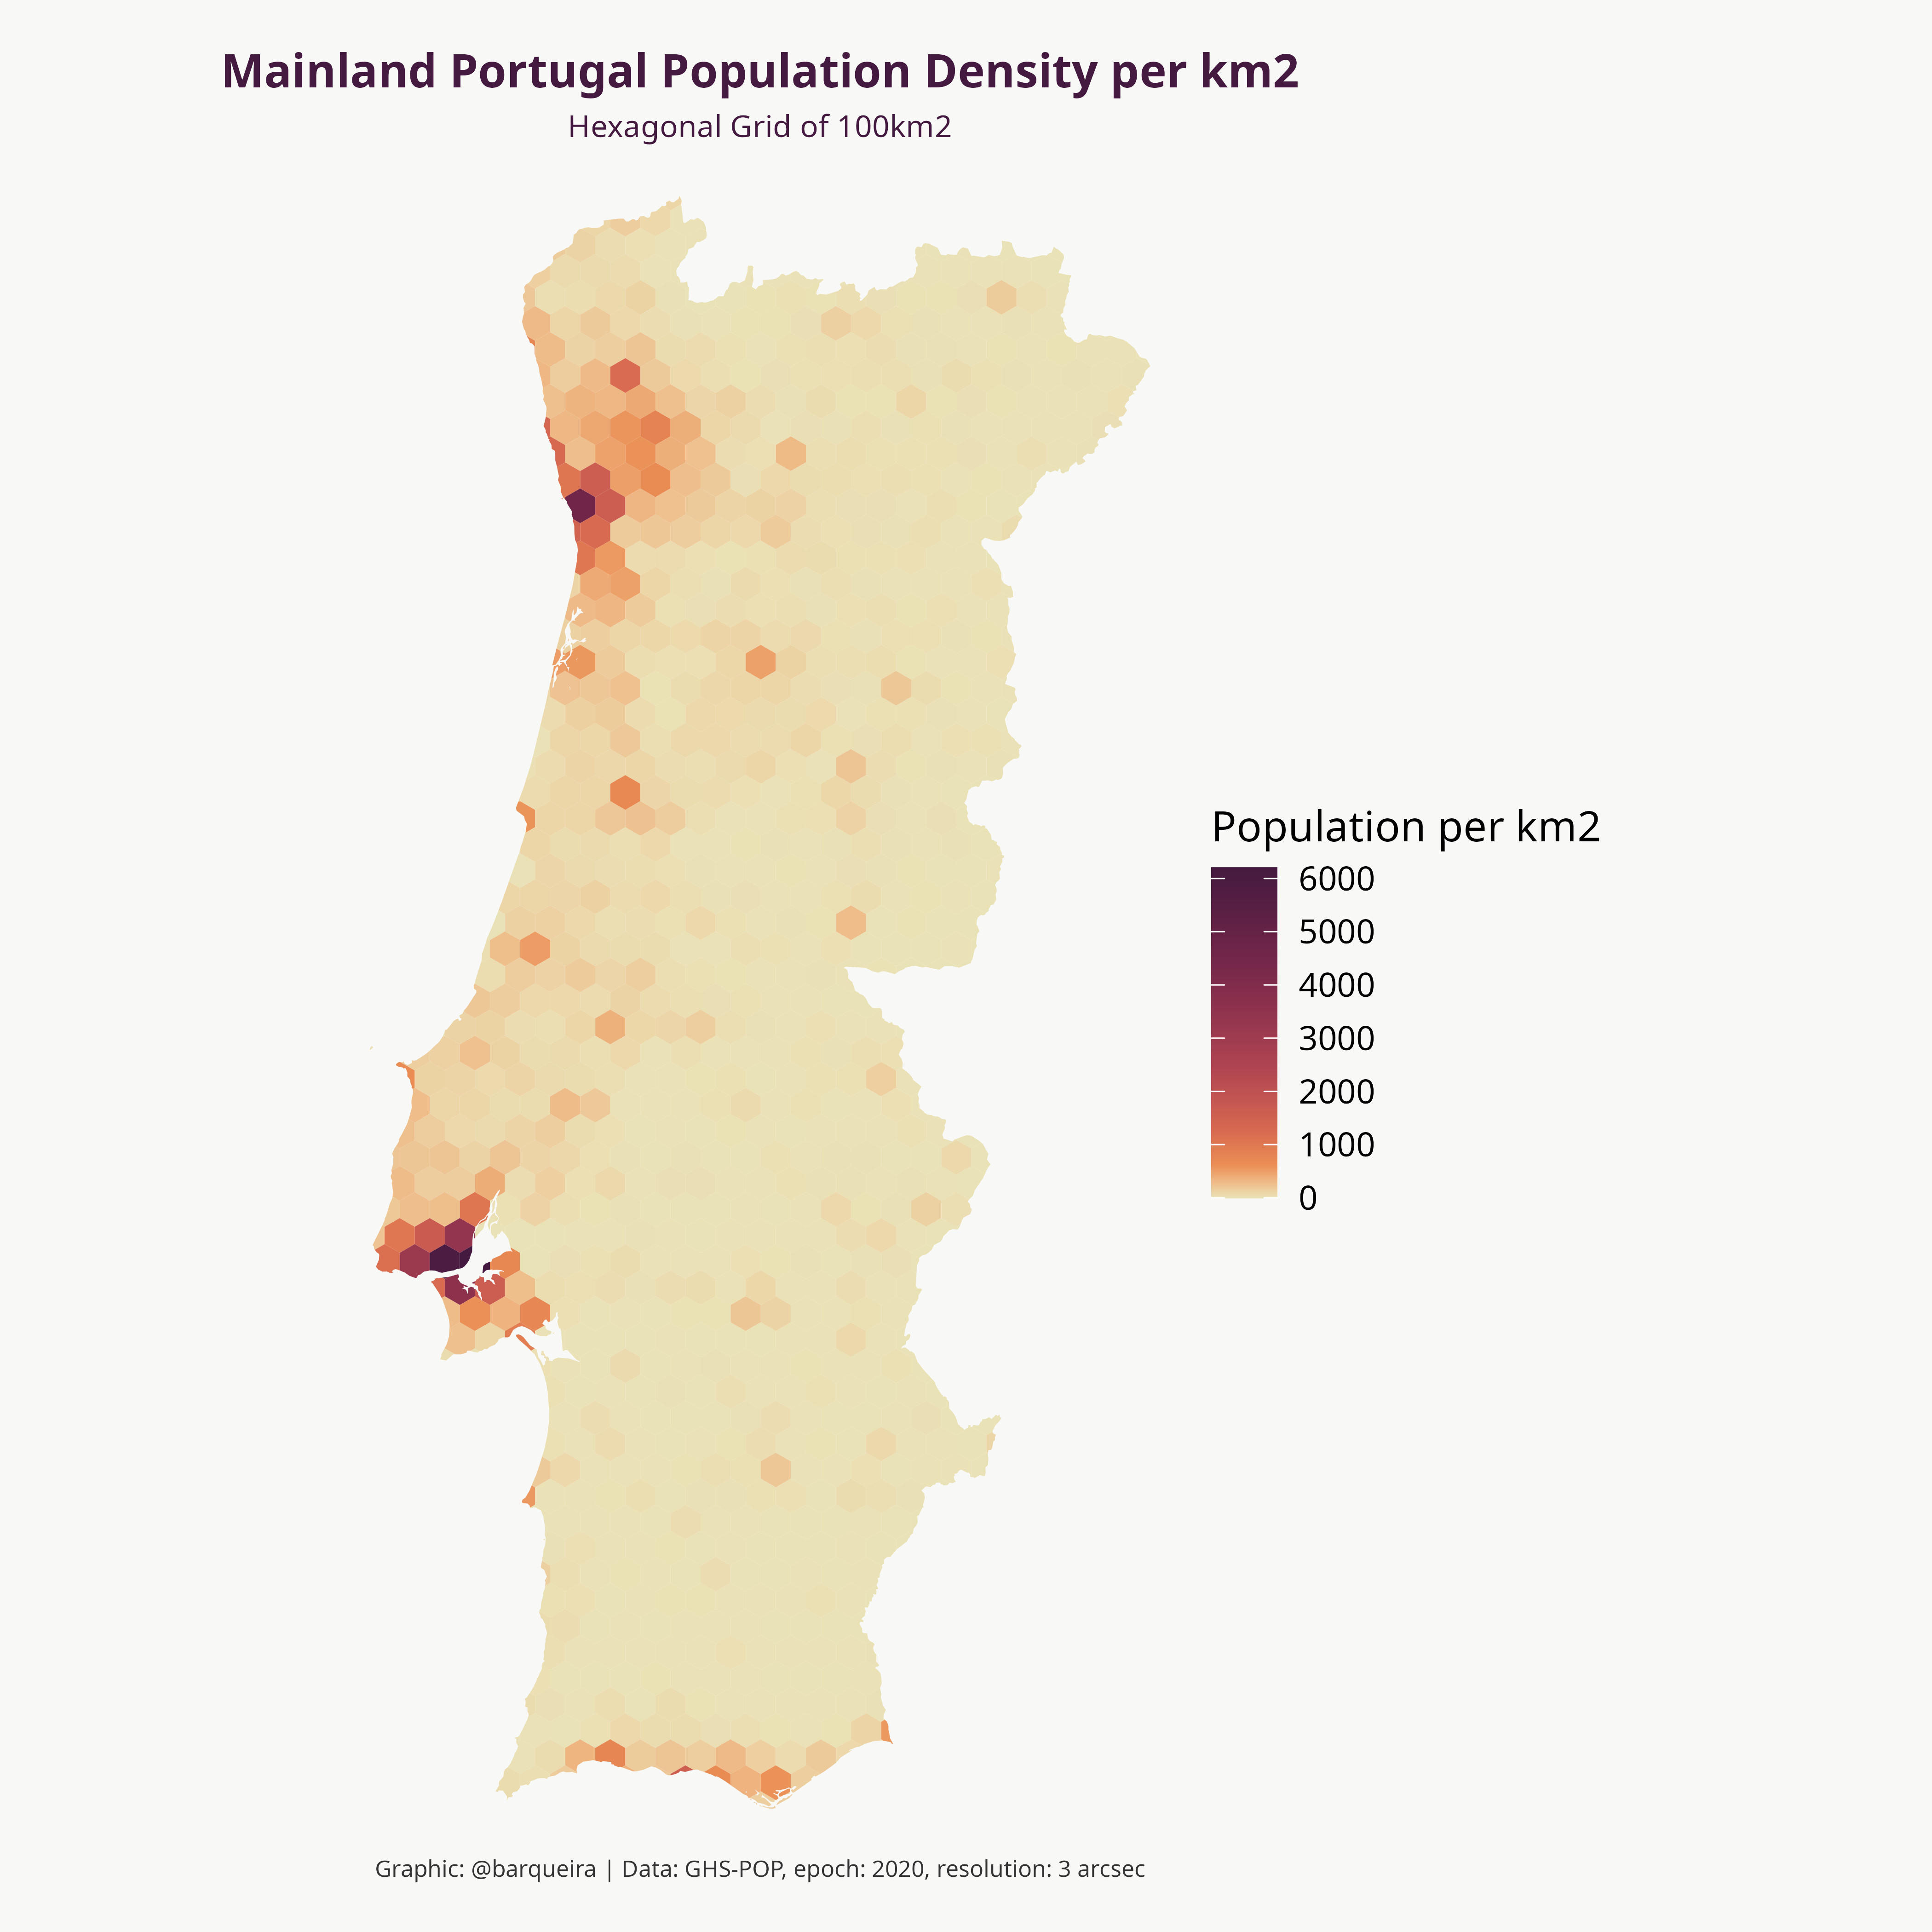 Mainland Portugal Population Density per km2
Hexagonal Grid of 100km2
Population per km2
6000
5000
4000
3000
2000
1000
0
Graphic: @barqueira | Data: GHS-POP, epoch: 2020, resolution: 3 arcsec